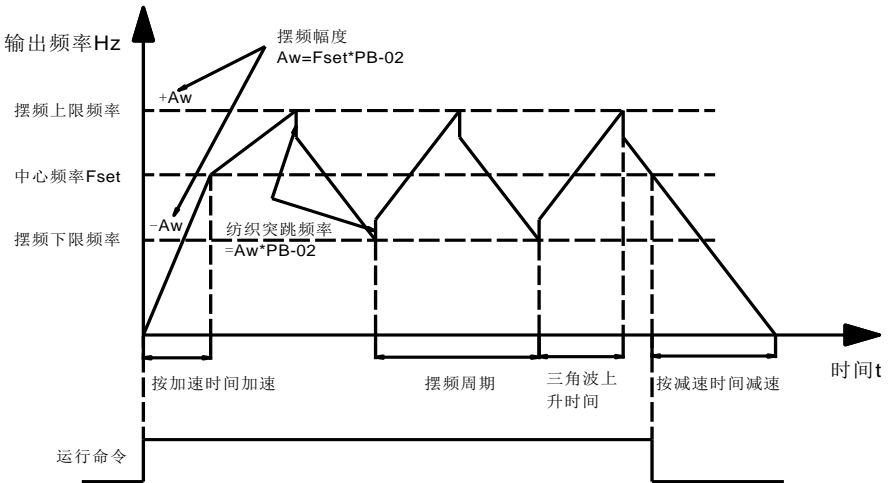 输出频率Hz
摆频幅度
Aw=Fset*PB-02
+Aw
摆频上限频率
中心频率Fset
−Aw
摆频下限频率
纺织突跳频率
=Aw*PB-02
时间t
按加速时间加速
摆频周期
三角波上
升时间
按减速时间减速
运行命令